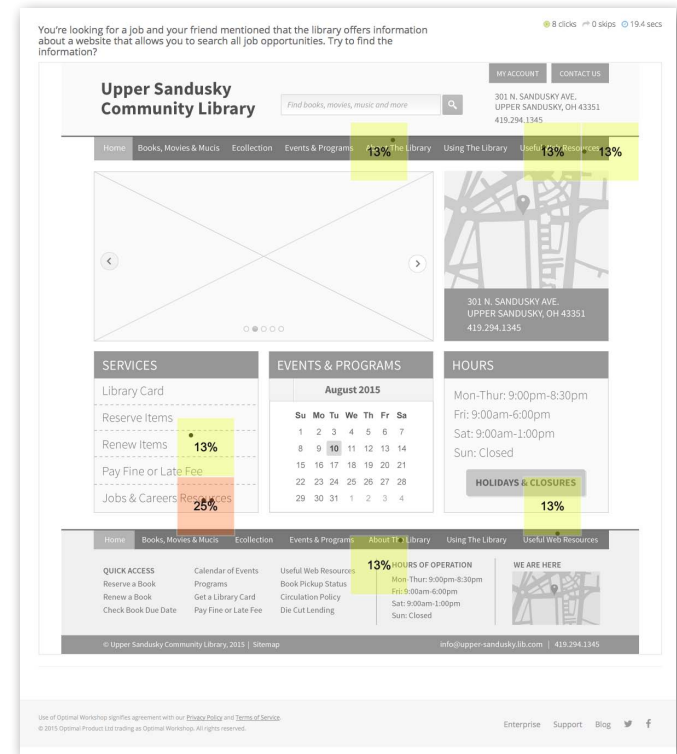 You're looking for a job and your friend mentioned that the library offers information
about a website that allows you to search all job opportunities. Try to find the
information?
8 clicks 0 skips 19.4 secs
MY ACCOUNT CONTACT US
Upper Sandusky
Community Library
Find books, movies, music and more
301 N. SANDUSKY AVE.
UPPER SANDUSKY, OH 43351
419.294.1345
Home Books, Movies & Mucis Ecollection Events & Programs About The Library Using The Library Useful Web Resources
13% 13% 13%
301 N. SANDUSKY AVE.
UPPER SANDUSKY, OH 43351
419.294.1345
SERVICES
Library Card
Reserve Items
Renew Items
13%
Pay Fine or Late Fee
Jobs & Careers Resources
25%
EVENTS & PROGRAMS
August 2015
Su Mo Tu We Th Fr Sa
1 2 3 4 5 6 7
8 9 10 11 12 13 14
15 16 17 18 19 20 21
22 23 24 25 26 27 28
29 30 31 1 2 3 4
HOURS
Mon-Thur: 9:00pm-8:30pm
Fri: 9:00am-6:00pm
Sat: 9:00am-1:00pm
Sun: Closed
HOLIDAYS & CLOSURES
13%
Home Books, Movies & Mucis Ecollection Events & Programs About The Library Using The Library Useful Web Resources
QUICK ACCESS
Reserve a Book
Renew a Book
Check Book Due Date
Calendar of Events
Programs
Get a Library Card
Pay Fine or Late Fee
Useful Web Resources
Book Pickup Status
Circulation Policy
Die Cut Lending
13%
HOURS OF OPERATION
Mon-Thur: 9:00pm-8:30pm
Fri: 9:00am-6:00pm
Sat: 9:00am-1:00pm
Sun: Closed
WE ARE HERE
© Upper Sandusky Community Library, 2015 | Sitemap
info@upper-sandusky.lib.com | 419.294.1345
Use of Optimal Workshop signifies agreement with our Privacy Policy and Terms of Service.
© 2015 Optimal Product Ltd trading as Optimal Workshop. All rights reserved.
Enterprise Support Blog